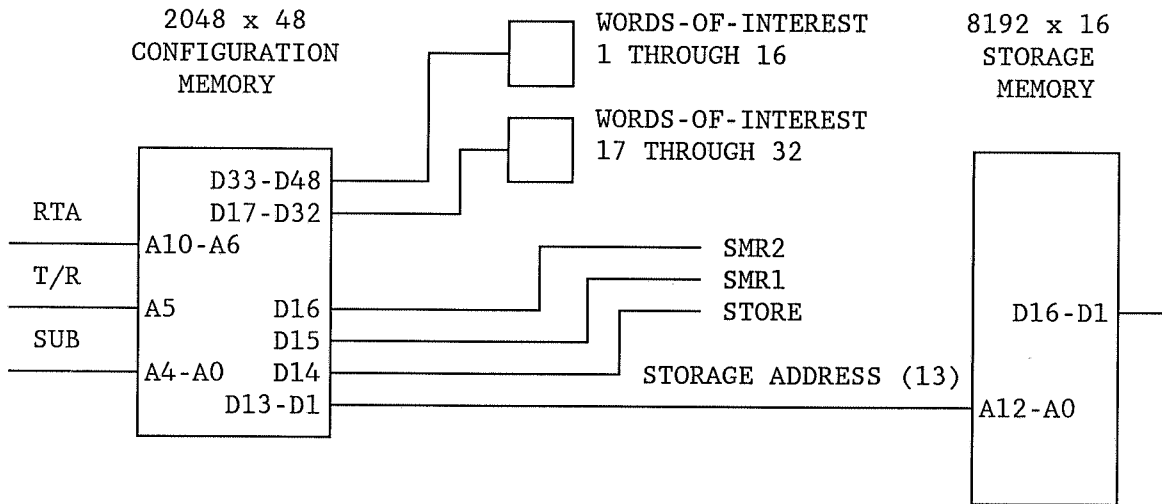 2048 x 48
CONFIGURATION
MEMORY
WORDS-OF-INTEREST
1 THROUGH 16
WORDS-OF-INTEREST
17 THROUGH 32
8192 x 16
STORAGE
MEMORY
RTA
T/R
SUB
A10-A6
A5
A4-A0
D33-D48
D17-D32
D16
D15
D14
D13-D1
SMR2
SMR1
STORE
STORAGE ADDRESS (13)
D16-D1
A12-A0